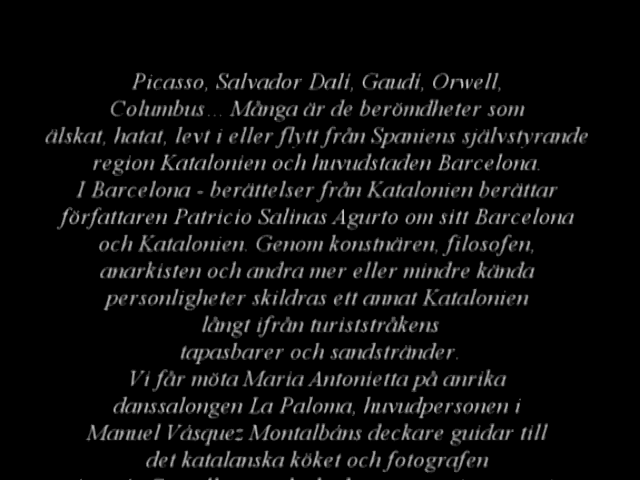 Picasso, Salvador Dalí, Gaudí, Orwell,
Columbus... Många är de berömdheter som
älskat, hatat, levt i eller flytt från Spaniens självstyrande
region Katalonien och huvudstaden Barcelona.
I Barcelona - berättelser från Katalonien berättar
författaren Patricio Salinas Agurto om sitt Barcelona
och Katalonien. Genom konstnären, filosofen,
anarkisten och andra mer eller mindre kända
personligheter skildras ett annat Katalonien
långt ifrån turiststråkens
tapasbarer och sandstränder.
Vi får möta Maria Antonietta på anrika
danssalongen La Paloma, huvudpersonen i
Manuel Vásquez Montalbáns deckare guidar till
det katalanska köket och fotografen